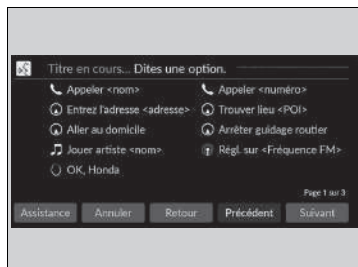 Titre en cours... Dites une option.
Appeler <nom>
Appeler <numéro>
Entrez l'adresse <adresse>
Trouver lieu <POI>
Aller au domicile
Arrêter guidage routier
Jouer artiste <nom>
Régl. sur <Fréquence FM>
OK, Honda
Page 1 sur 3
Assistance
Annuler
Retour
Précédent
Suivant